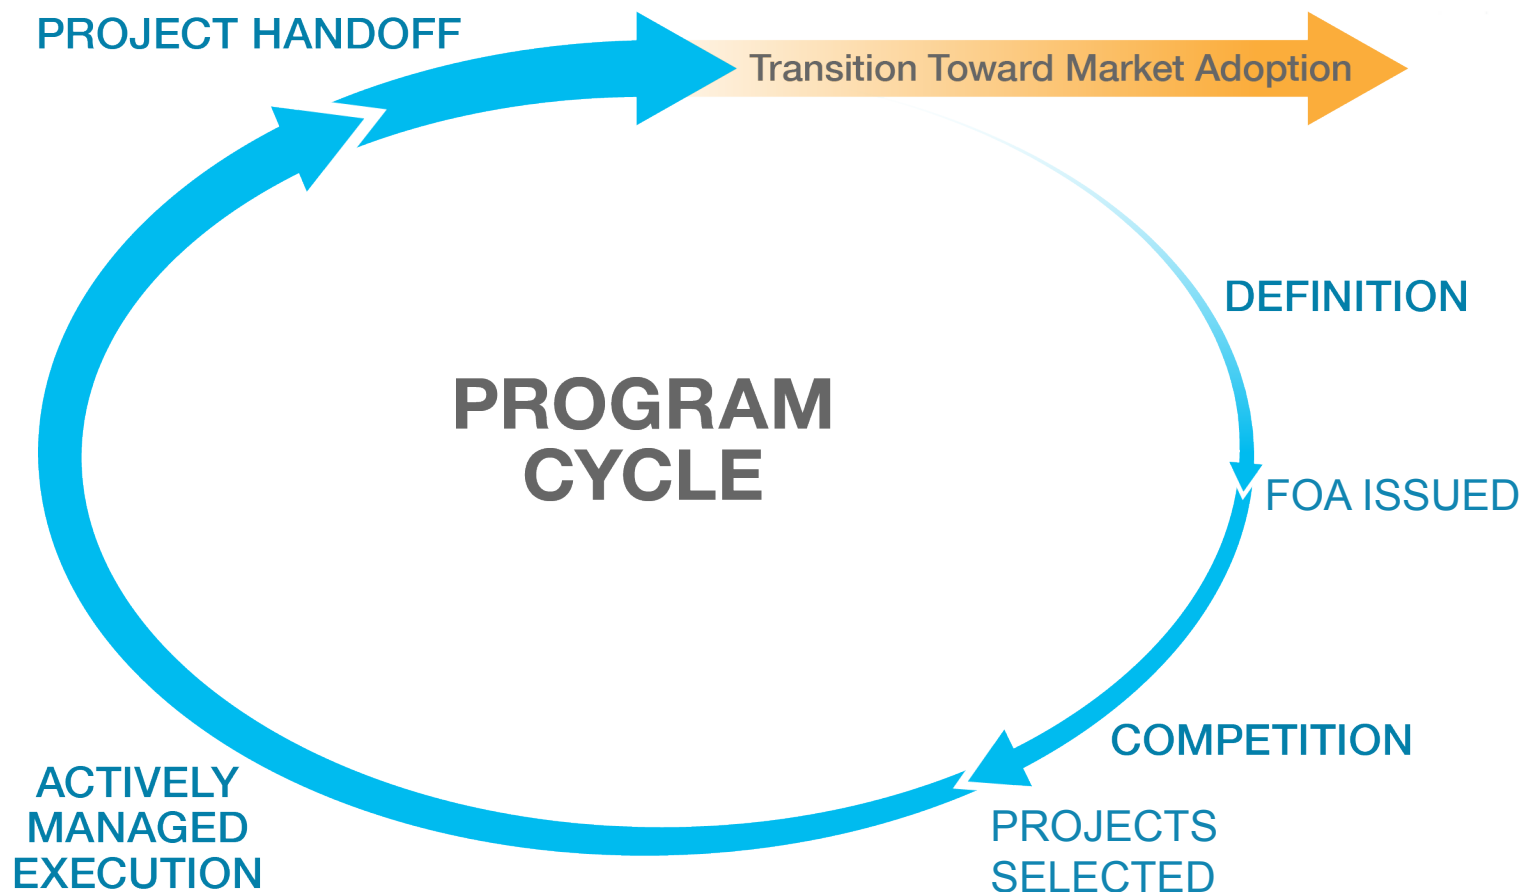 PROJECT HANDOFF
Transition Toward Market Adoption
DEFINITION
PROGRAM
CYCLE
FOA ISSUED
COMPETITION
ACTIVELY
MANAGED
EXECUTION
PROJECTS
SELECTED